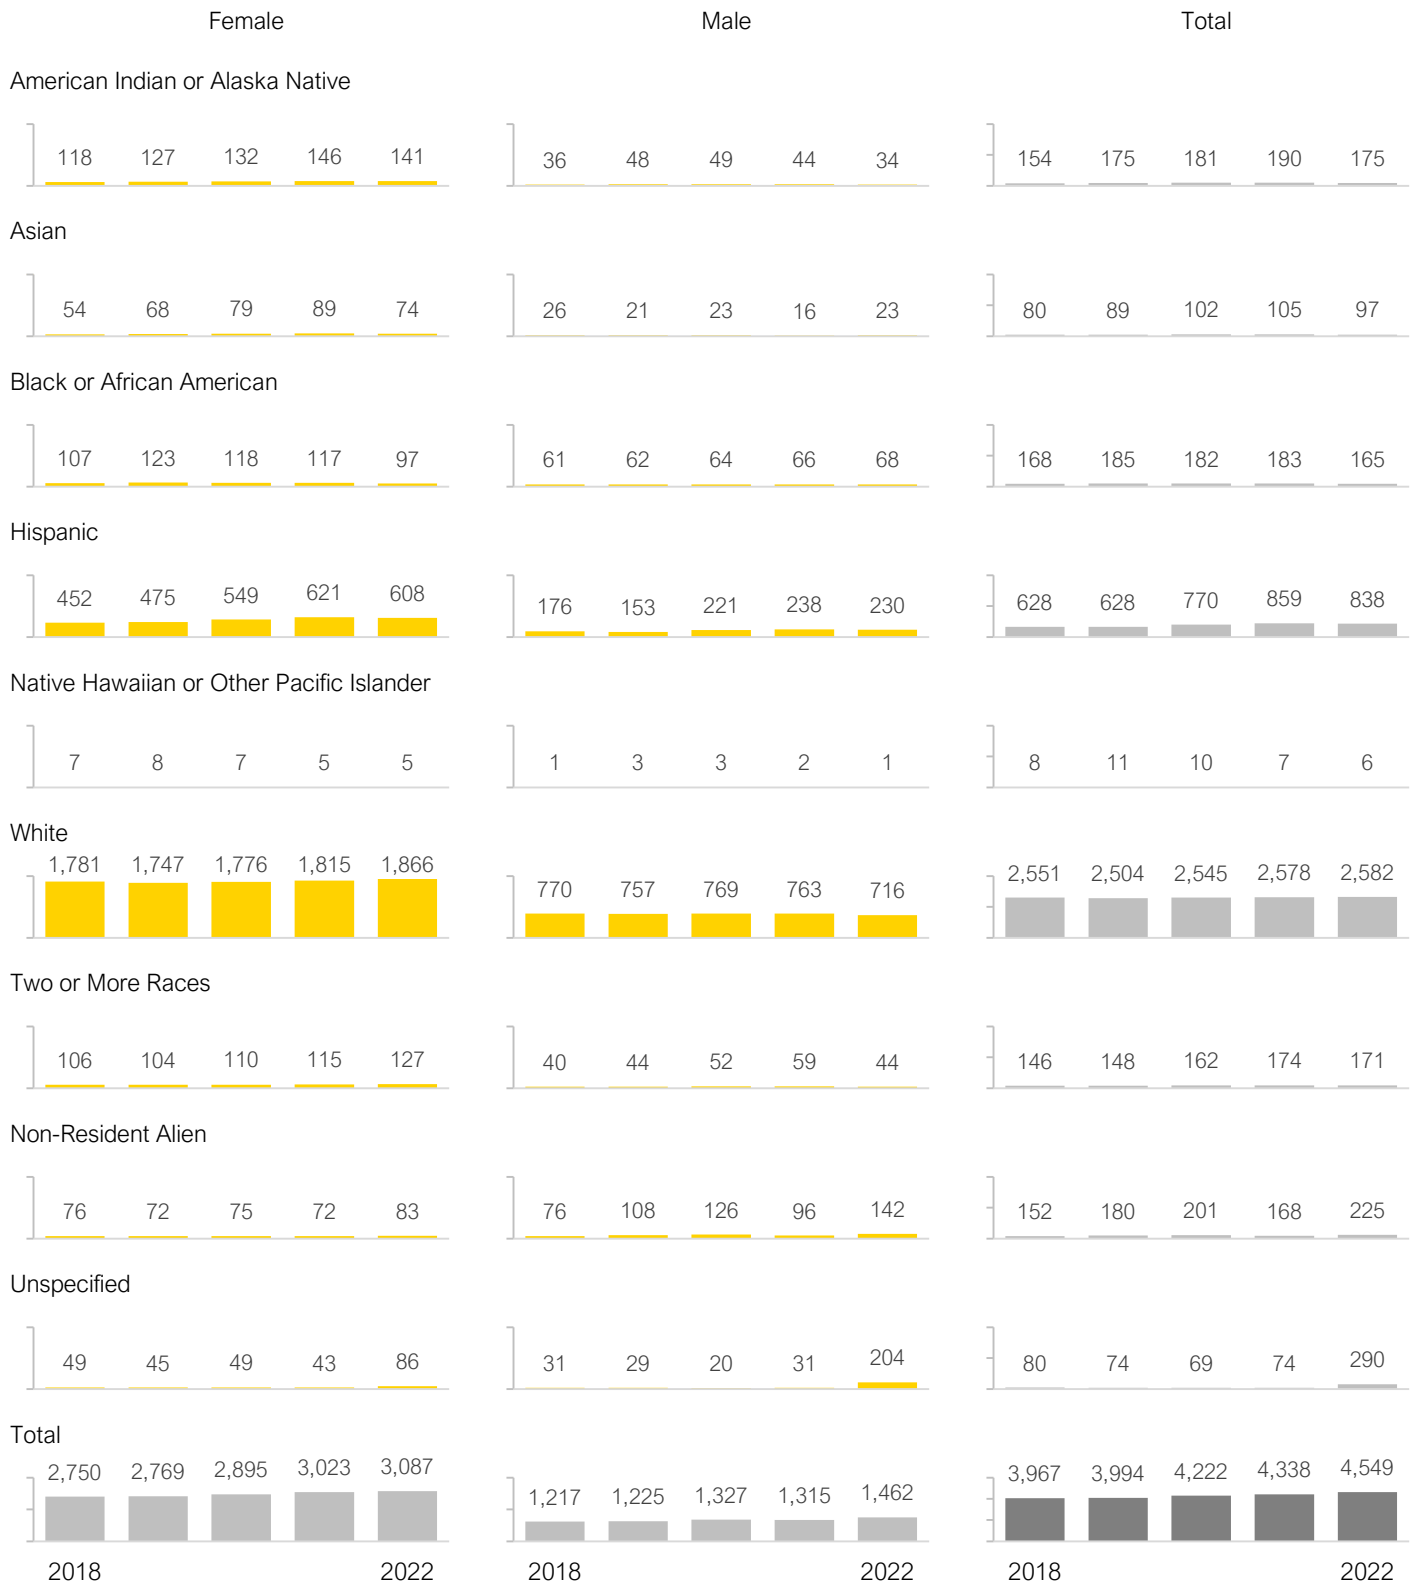 Female Male Total
American Indian or Alaska Native
118 127 132 146 141 36 48 49 44 34 154 175 181 190 175
Asian
54 68 79 89 74 26 21 23 16 23 80 89 102 105 97
Black or African American
107 123 118 117 97 61 62 64 66 68 168 185 182 183 165
Hispanic
452 475 549 621 608 176 153 221 238 230 628 628 770 859 838
Native Hawaiian or Other Pacific Islander
7 8 7 5 5 1 3 3 2 1 8 11 10 7 6
White
1,781 1,747 1,776 1,815 1,866 770 757 769 763 716 2,551 2,504 2,545 2,578 2,582
Two or More Races
106 104 110 115 127 40 44 52 59 44 146 148 162 174 171
Non-Resident Alien
76 72 75 72 83 76 108 126 96 142 152 180 201 168 225
Unspecified
49 45 49 43 86 31 29 20 31 204 80 74 69 74 290
Total
2,750 2,769 2,895 3,023 3,087 1,217 1,225 1,327 1,315 1,462 3,967 3,994 4,222 4,338 4,549
2018 2022 2018 2022 2018 2022